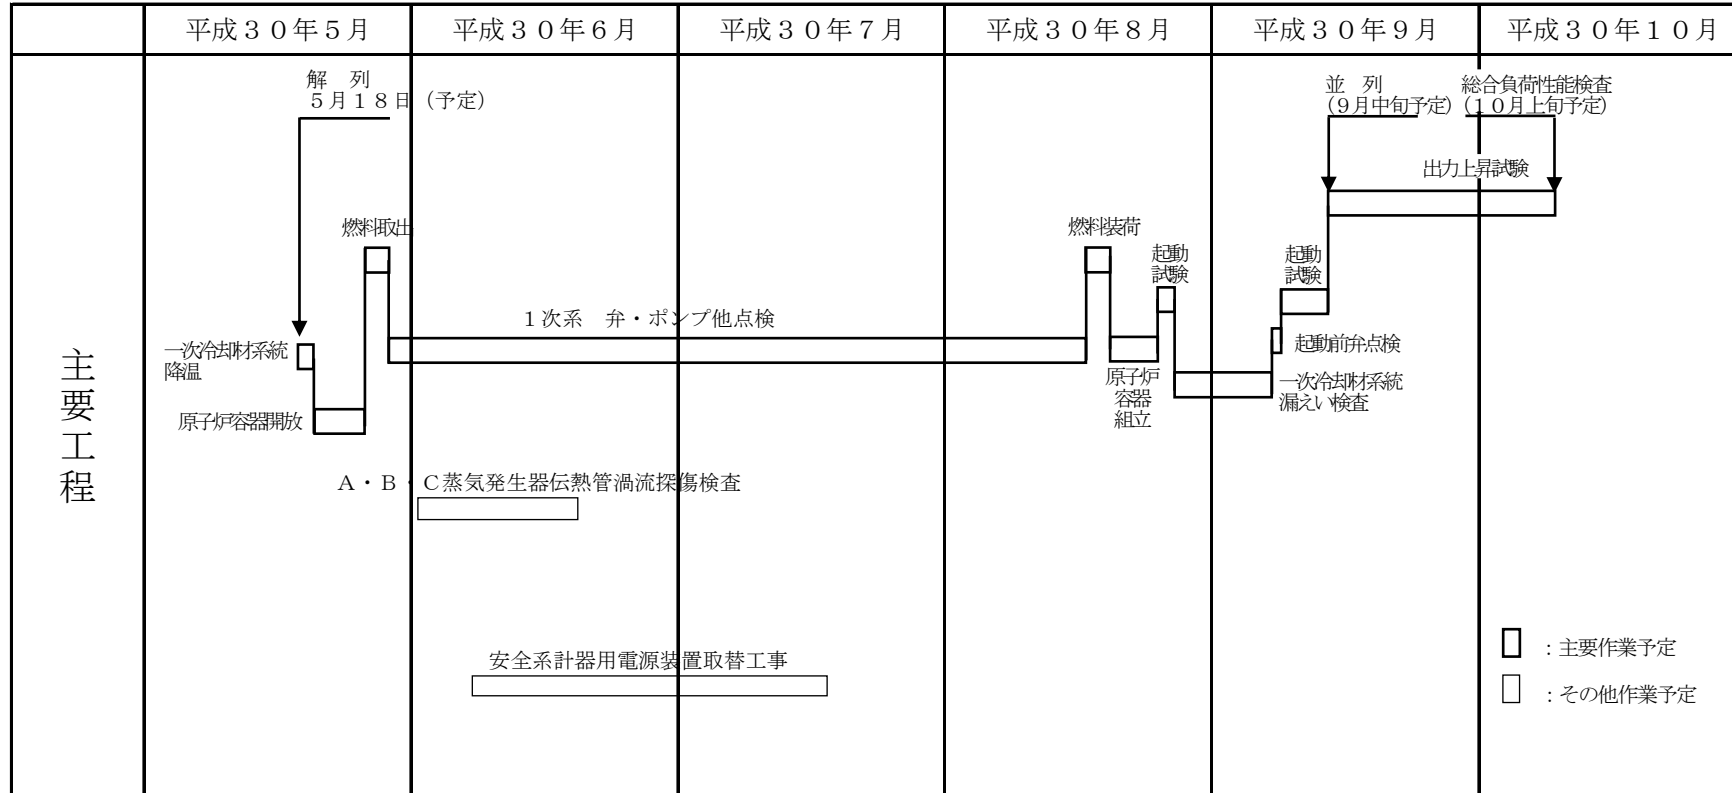 平成３０年５月
平成３０年６月
平成３０年７月
平成３０年８月
平成３０年９月
平成３０年１０月
主要工程
解　列
５月１８日（予定）
並　列
（９月中旬予定）
総合負荷性能検査
（１０月上旬予定）
出力上昇試験
燃料取出
燃料装荷
起動
試験
起動
試験
１次系　弁・ポンプ他点検
一次冷却材系統
降温
起動前弁点検
原子炉
容器
組立
一次冷却材系統
漏えい検査
原子炉容器開放
Ａ・Ｂ・Ｃ蒸気発生器伝熱管渦流探傷検査
安全系計器用電源装置取替工事
：主要作業予定
：その他作業予定